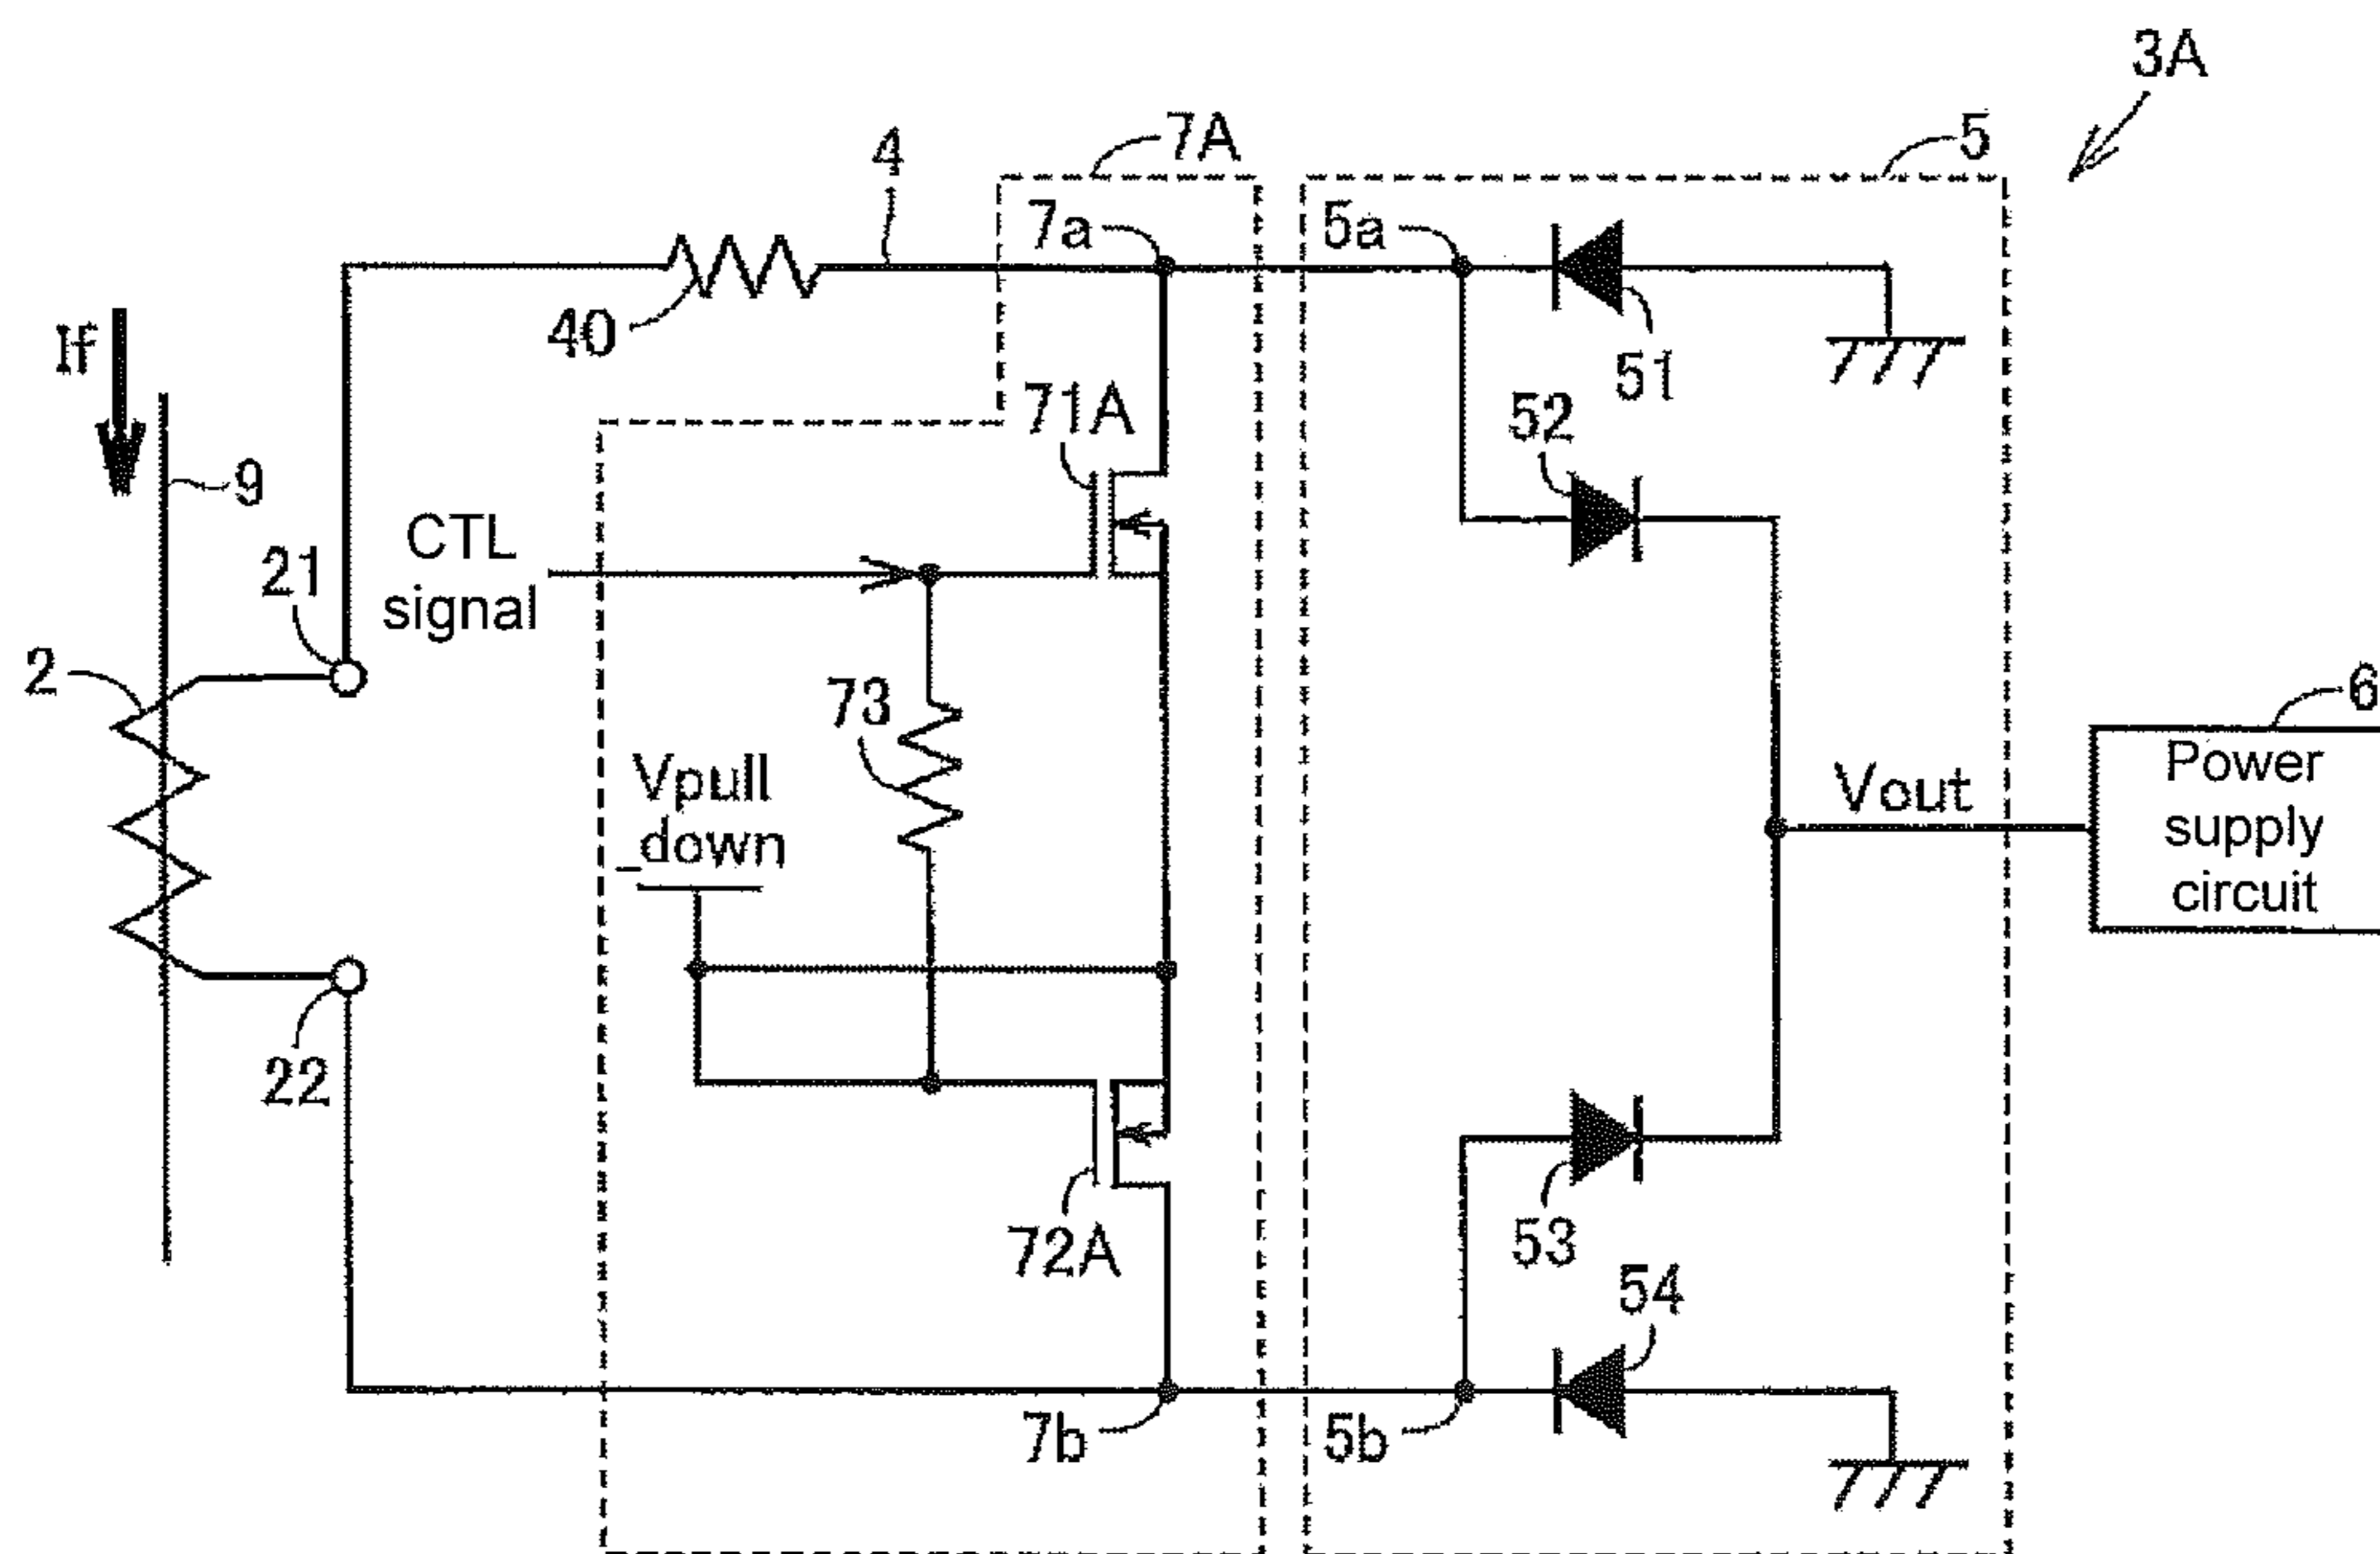 3A
7A
5
4
7a
5a
If
40
51
71A
52
9
CTL
signal
21
2
73
6
Vpull
_down
Vout
Power
supply
circuit
22
72A
53
54
7b
5b